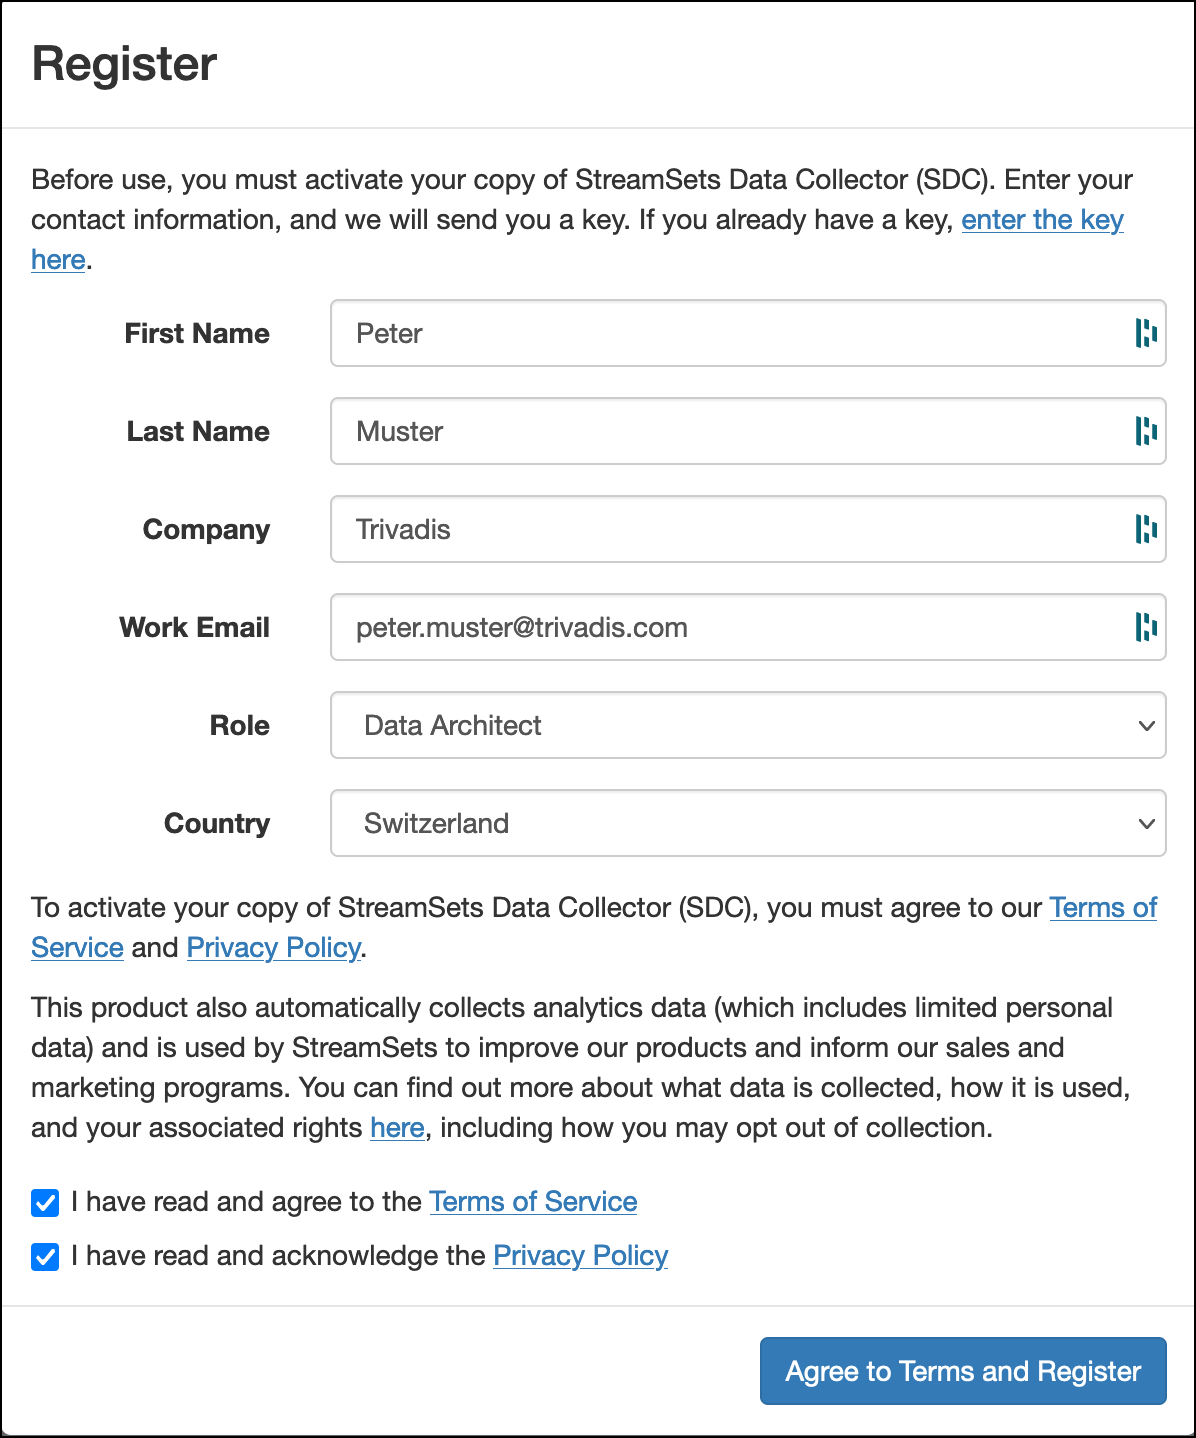 Register
Before use, you must activate your copy of StreamSets Data Collector (SDC). Enter your
contact information, and we will send you a key. If you already have a key, enter the key
here.
First Name Peter
Last Name Muster
Company Trivadis
Work Email peter.muster@trivadis.com
Role Data Architect
Country Switzerland
To activate your copy of StreamSets Data Collector (SDC), you must agree to our Terms of
Service and Privacy Policy.
This product also automatically collects analytics data (which includes limited personal
data) and is used by StreamSets to improve our products and inform our sales and
marketing programs. You can find out more about what data is collected, how it is used,
and your associated rights here, including how you may opt out of collection.
I have read and agree to the Terms of Service
I have read and acknowledge the Privacy Policy
Agree to Terms and Register